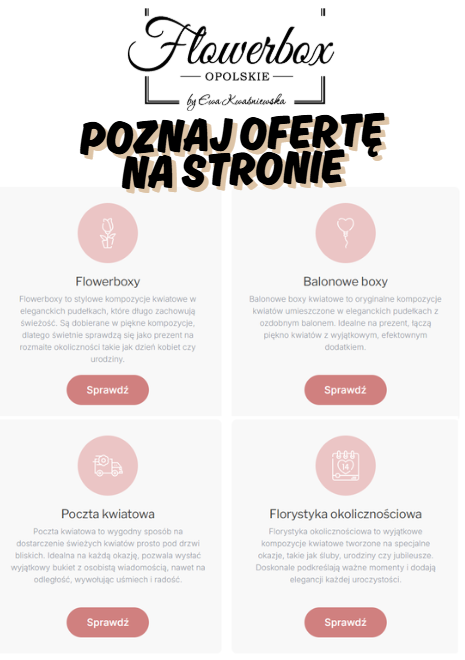 Flowerbox
OPOLSKIE
by Ewa Kwaśniewska
POZNAJ OFERTĘ
NA STRONIE
Flowerboxy
Flowerboxy to stylowe kompozycje kwiatowe w
eleganckich pudełkach, które długo zachowują
świeżość. Są dobierane w piękne kompozycje,
dlatego świetnie sprawdzą się jako prezent na
rozmaite okoliczności takie jak dzień kobiet czy
urodziny.
Sprawdź
Balonowe boxy
Balonowe boxy kwiatowe to oryginalne kompozycje
kwiatów umieszczone w eleganckich pudełkach z
ozdobnym balonem. Idealne na prezent, łączą
piękno kwiatów z wyjątkowym, efektownym
dodatkiem.
Sprawdź
Poczta kwiatowa
Poczta kwiatowa to wygodny sposób na
dostarczenie świeżych kwiatów prosto pod drzwi
bliskich. Idealna na każdą okazję, pozwala wysłać
wyjątkowy bukiet z osobistą wiadomością, nawet na
odległość, wywołując uśmiech i radość.
Sprawdź
14
Florystyka okolicznościowa
Florystyka okolicznościowa to wyjątkowe
kompozycje kwiatowe tworzone na specjalne
okazje, takie jak śluby, urodziny czy jubileusze.
Doskonale podkreślają ważne momenty i dodają
elegancji każdej uroczystości.
Sprawdź